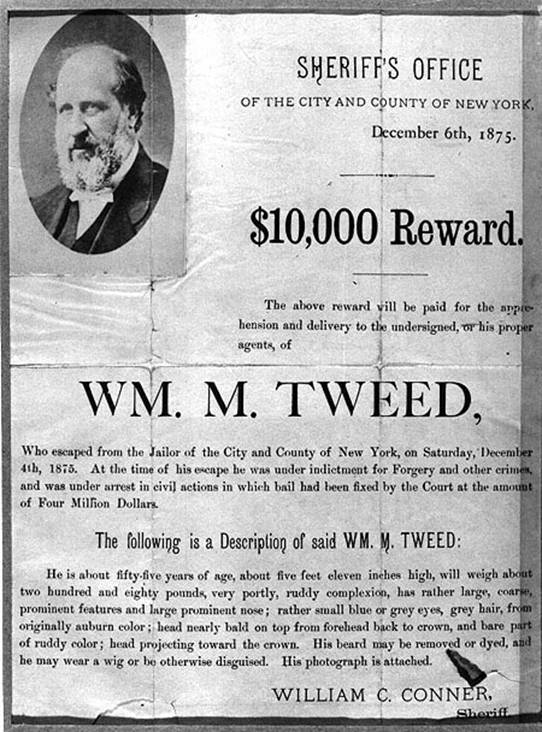 SHERIFF'S OFFICE
OF THE CITY AND COUNTY OF NEW YORK,
December 6th, 1875.
$10,000 Reward.
The above reward will be paid for the appre-
hension and delivery to the undersigned, or his proper
agents, of
WM. M. TWEED,
Who escaped from the Jailor of the City and County of New York, on Saturday, December
4th, 1875. At the time of his escape he was under indictment for Forgery and other crimes,
and was under arrest in civil actions in which bail had been fixed by the Court at the amount
of Four Million Dollars.
The following is a Description of said WM. M. TWEED:
He is about fifty-five years of age, about five feet eleven inches high, will weigh about
two hundred and eighty pounds, very portly, ruddy complexion, has rather large, coarse,
prominent features and large prominent nose; rather small blue or grey eyes, grey hair, from
originally auburn color; head nearly bald on top from forehead back to crown, and bare part
of ruddy color; head projecting toward the crown. His beard may be removed or dyed, and
he may wear a wig or be otherwise disguised. His photograph is attached.
WILLIAM C. CONNER,
Sheriff.